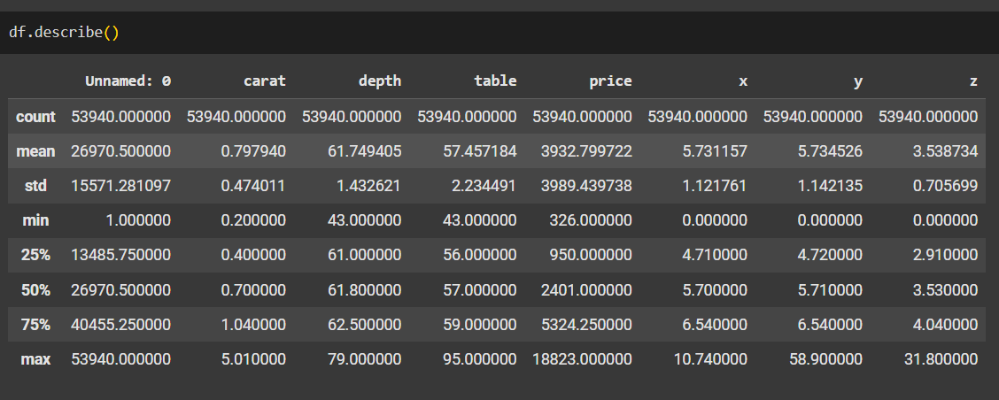 df.describe()
Unnamed: 0 carat depth table price x y z
count 53940.000000 53940.000000 53940.000000 53940.000000 53940.000000 53940.000000 53940.000000 53940.000000
mean 26970.500000 0.797940 61.749405 57.457184 3932.799722 5.731157 5.734526 3.538734
std 15571.281097 0.474011 1.432621 2.234491 3989.439738 1.121761 1.142135 0.705699
min 1.000000 0.200000 43.000000 43.000000 326.000000 0.000000 0.000000 0.000000
25% 13485.750000 0.400000 61.000000 56.000000 950.000000 4.710000 4.720000 2.910000
50% 26970.500000 0.700000 61.800000 57.000000 2401.000000 5.700000 5.710000 3.530000
75% 40455.250000 1.040000 62.500000 59.000000 5324.250000 6.540000 6.540000 4.040000
max 53940.000000 5.010000 79.000000 95.000000 18823.000000 10.740000 58.900000 31.800000